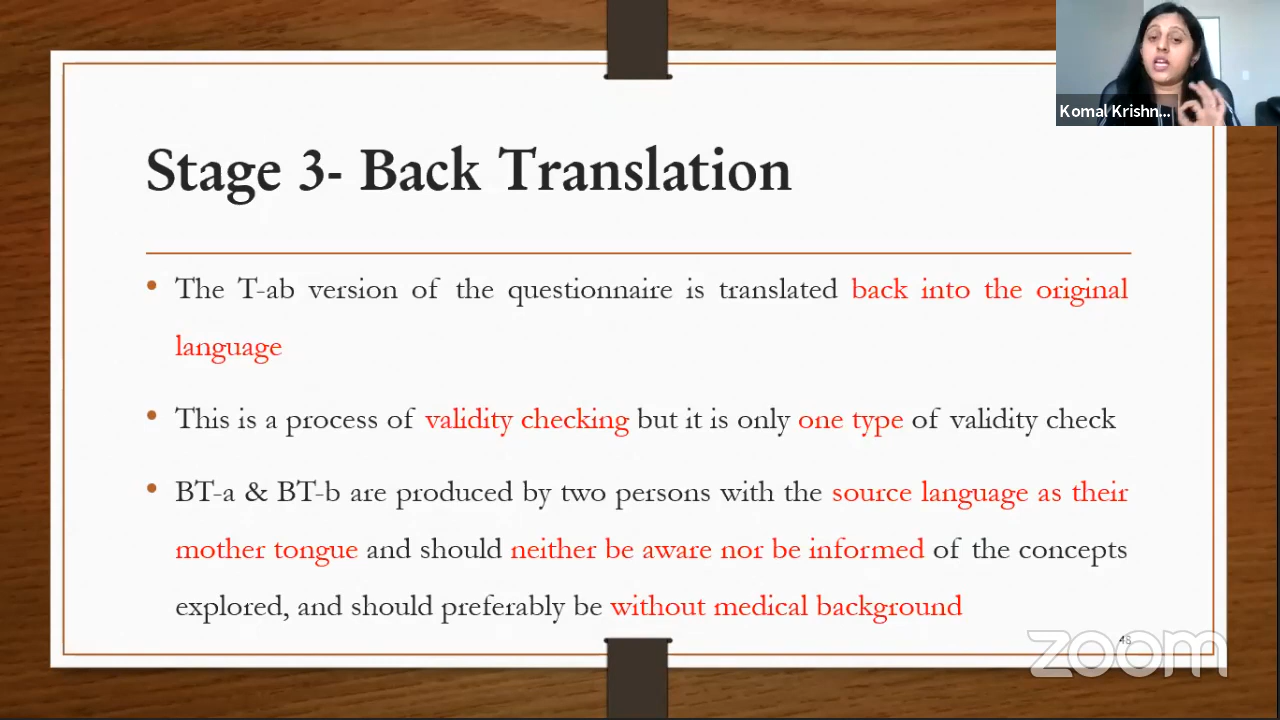 Komal Krishn...
Stage 3- Back Translation
• The T-ab version of the questionnaire is translated back into the original
language
• This is a process of validity checking but it is only one type of validity check
• BT-a & BT-b are produced by two persons with the source language as their
mother tongue and should neither be aware nor be informed of the concepts
explored, and should preferably be without medical background
zoom